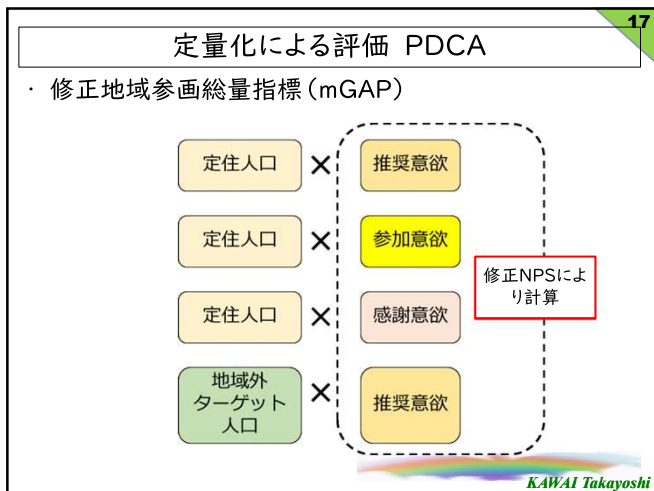 17
定量化による評価 PDCA
・ 修正地域参画総量指標(mGAP)
定住人口 × 推奨意欲
定住人口 × 参加意欲
定住人口 × 感謝意欲
地域外
ターゲット
人口
× 推奨意欲
修正NPSによ
り計算
KAWAI Takayoshi